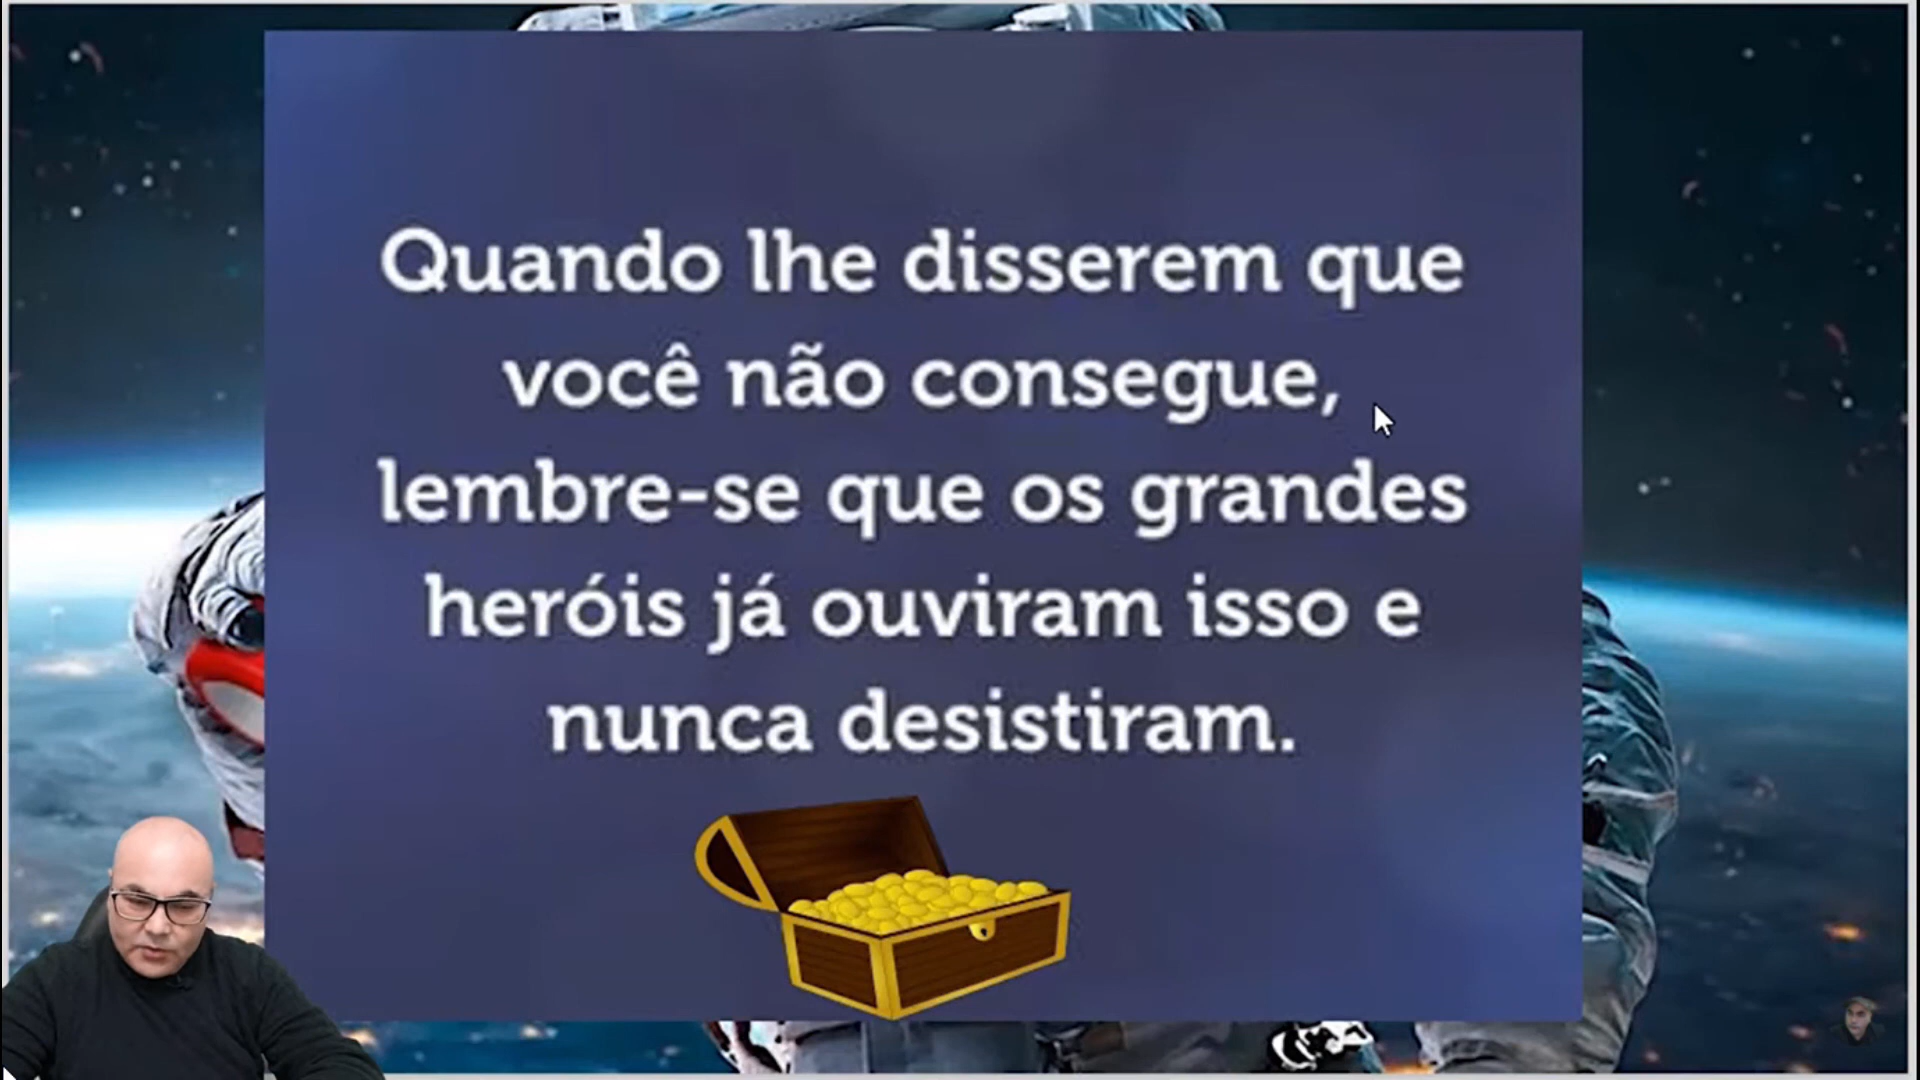 Quando lhe disserem que
você não consegue,
lembre-se que os grandes
heróis já ouviram isso e
nunca desistiram.